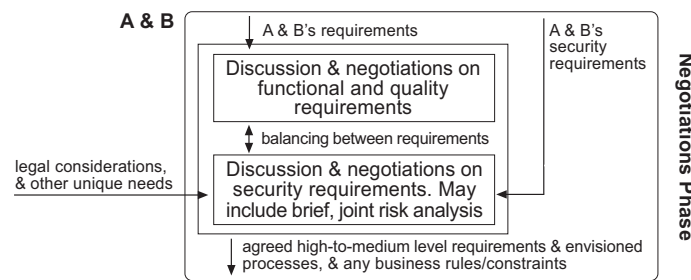 A & B
A & B's requirements
A & B's
security
requirements
Discussion & negotiations on
functional and quality
requirements
balancing between requirements
legal considerations,
& other unique needs
Discussion & negotiations on
security requirements. May
include brief, joint risk analysis
agreed high-to-medium level requirements & envisioned
processes, & any business rules/constraints
Negotiations Phase